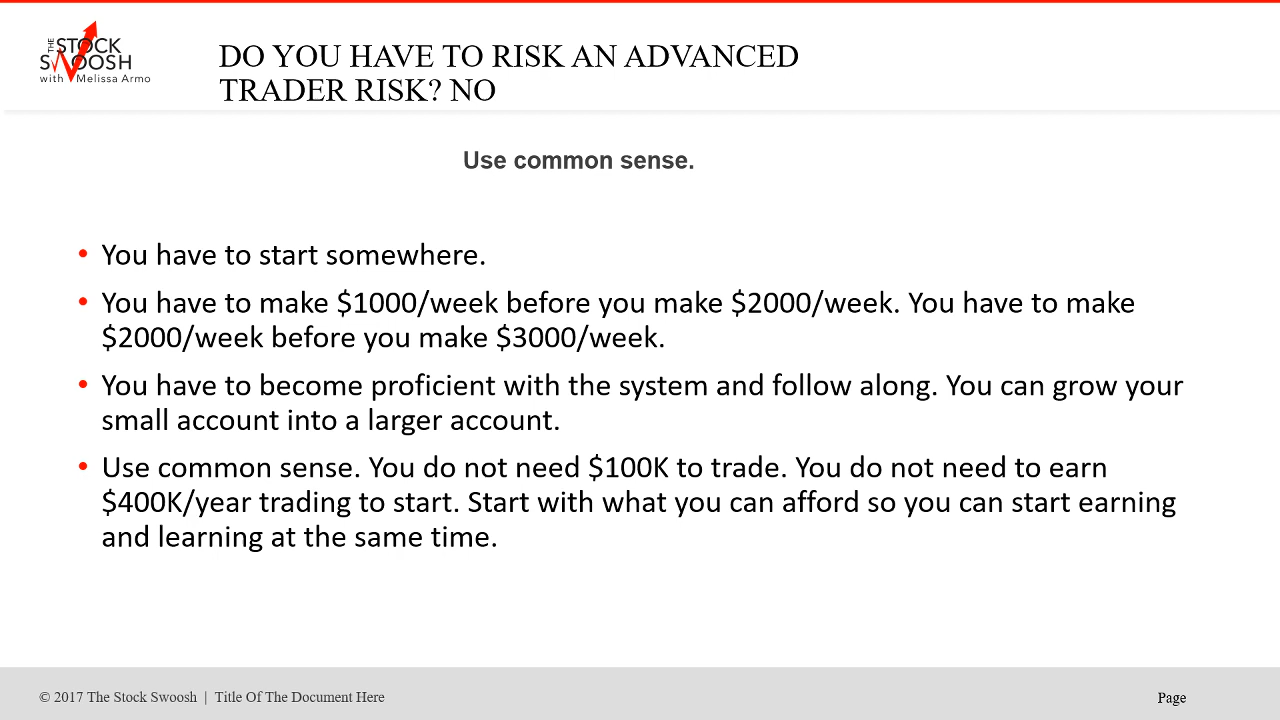 THE STOCK
SWOOSH
with Melissa Armo
DO YOU HAVE TO RISK AN ADVANCED
TRADER RISK? NO
Use common sense.
• You have to start somewhere.
• You have to make $1000/week before you make $2000/week. You have to make
$2000/week before you make $3000/week.
• You have to become proficient with the system and follow along. You can grow your
small account into a larger account.
• Use common sense. You do not need $100K to trade. You do not need to earn
$400K/year trading to start. Start with what you can afford so you can start earning
and learning at the same time.
© 2017 The Stock Swoosh | Title Of The Document Here
Page